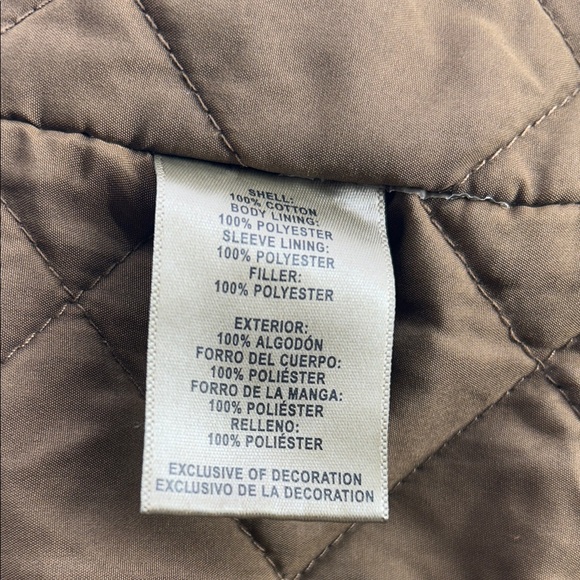 SHELL:
100% COTTON
BODY LINING:
100% POLYESTER
SLEEVE LINING:
100% POLYESTER
FILLER:
100% POLYESTER
EXTERIOR:
100% ALGODÓN
FORRO DEL CUERPO:
100% POLIÉSTER
FORRO DE LA MANGA:
100% POLIÉSTER
RELLENO:
100% POLIÉSTER
EXCLUSIVE OF DECORATION
EXCLUSIVO DE LA DECORATION